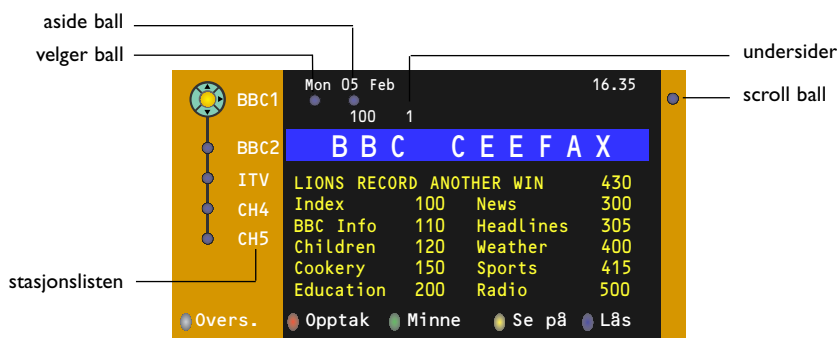 aside ball
velger ball
undersider
scroll ball
stasjonslisten
Mon 05 Feb 16.35
100 1
BBC1
BBC2
ITV
CH4
CH5
BBC CEEFAX
LIONS RECORD ANOTHER WIN 430
Index 100 News 300
BBC Info 110 Headlines 305
Children 120 Weather 400
Cookery 150 Sports 415
Education 200 Radio 500
Overs. Opptak Minne Se på Lås